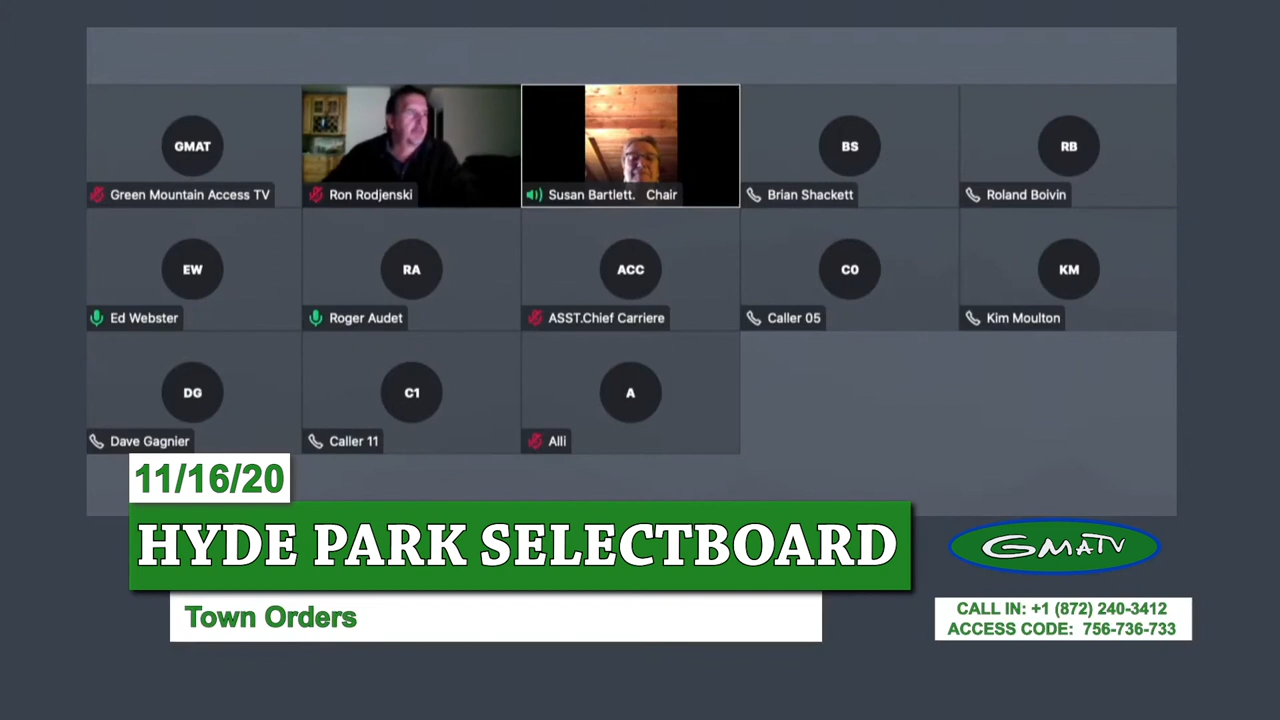 GMAT
BS
RB
Green Mountain Access TV
Ron Rodjenski
Susan Bartlett. Chair
Brian Shackett
Roland Boivin
EW
RA
ACC
C0
KM
Ed Webster
Roger Audet
ASST.Chief Carriere
Caller 05
Kim Moulton
DG
C1
A
Dave Gagnier
Caller 11
Alli
11/16/20
HYDE PARK SELECTBOARD
GMATV
Town Orders
CALL IN: +1 (872) 240-3412
ACCESS CODE: 756-736-733